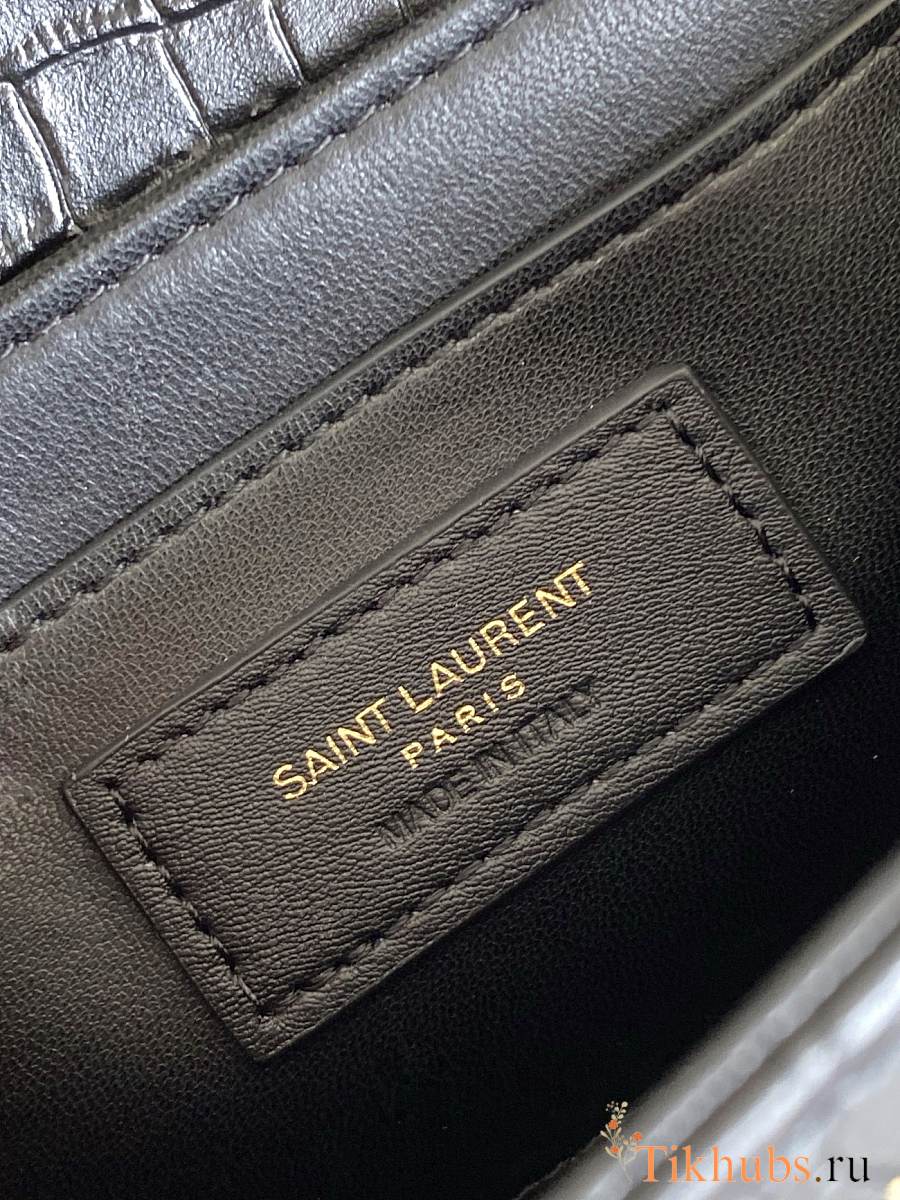 SAINT LAURENT
PARIS
MADE IN ITALY
Tikhubs.ru